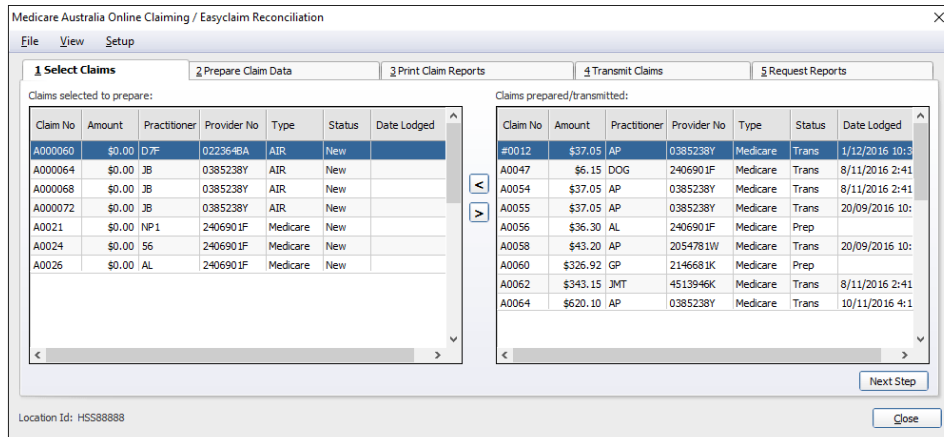 Medicare Australia Online Claiming / Easyclaim Reconciliation
File View Setup
1 Select Claims 2 Prepare Claim Data 3 Print Claim Reports 4 Transmit Claims 5 Request Reports
Claims selected to prepare: Claims prepared/transmitted:
Claim No Amount Practitioner Provider No Type Status Date Lodged Claim No Amount Practitioner Provider No Type Status Date Lodged
A000060 $0.00 D7F 022364BA AIR New #0012 $37.05 AP 0385238Y Medicare Trans 1/12/2016 10:3
A000064 $0.00 JB 0385238Y AIR New A0047 $6.15 DOG 2406901F Medicare Trans 8/11/2016 2:41
A000068 $0.00 JB 0385238Y AIR New A0054 $37.05 AP 0385238Y Medicare Trans 8/11/2016 2:41
A000072 $0.00 JB 0385238Y AIR New A0055 $37.05 AP 0385238Y Medicare Trans 20/09/2016 10:
A0021 $0.00 NP1 2406901F Medicare New A0056 $36.30 AL 2406901F Medicare Prep
A0024 $0.00 56 2406901F Medicare New A0058 $43.20 AP 2054781W Medicare Trans 20/09/2016 10:
A0026 $0.00 AL 2406901F Medicare New A0060 $326.92 GP 2146681K Medicare Prep
A0062 $343.15 JMT 4513946K Medicare Trans 8/11/2016 2:41
A0064 $620.10 AP 0385238Y Medicare Trans 10/11/2016 4:1
< >
Next Step
Location Id: HSS88888 Close